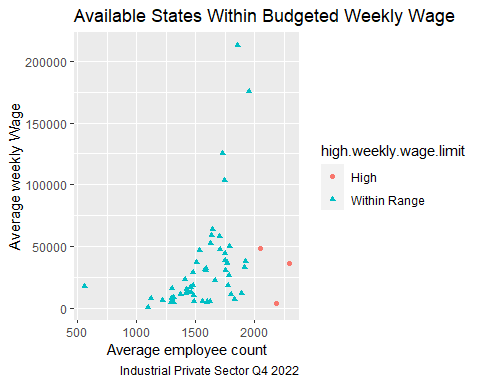 Available States Within Budgeted Weekly Wage
200000
150000
100000
50000
0
Average weekly Wage
500
1000
1500
2000
Average employee count
Industrial Private Sector Q4 2022
high.weekly.wage.limit
High
Within Range